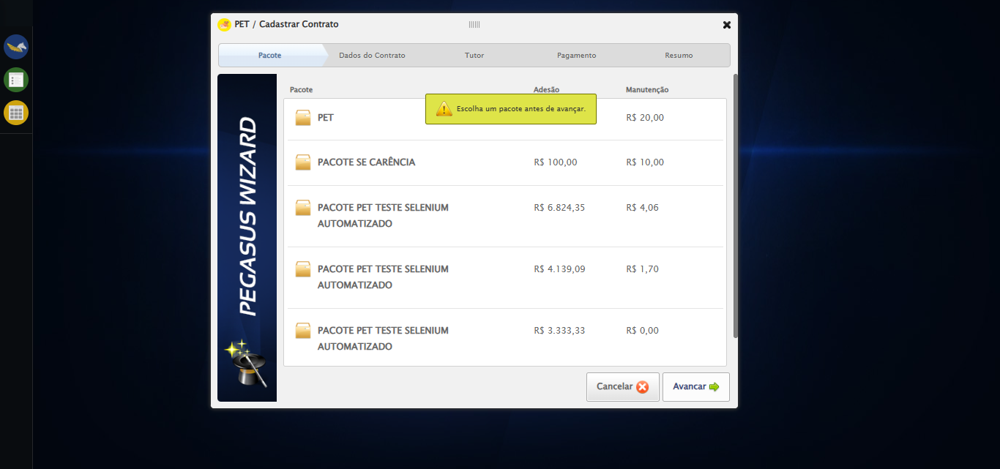 PET / Cadastrar Contrato
Pacote
Dados do Contrato
Tutor
Pagamento
Resumo
PEGASUS WIZARD
Pacote
Adesão
Manutenção
Escolha um pacote antes de avançar.
PET
R$ 20,00
PACOTE SE CARÊNCIA
R$ 100,00
R$ 10,00
PACOTE PET TESTE SELENIUM
AUTOMATIZADO
R$ 6.824,35
R$ 4,06
PACOTE PET TESTE SELENIUM
AUTOMATIZADO
R$ 4.139,09
R$ 1,70
PACOTE PET TESTE SELENIUM
AUTOMATIZADO
R$ 3.333,33
R$ 0,00
Cancelar
Avancar